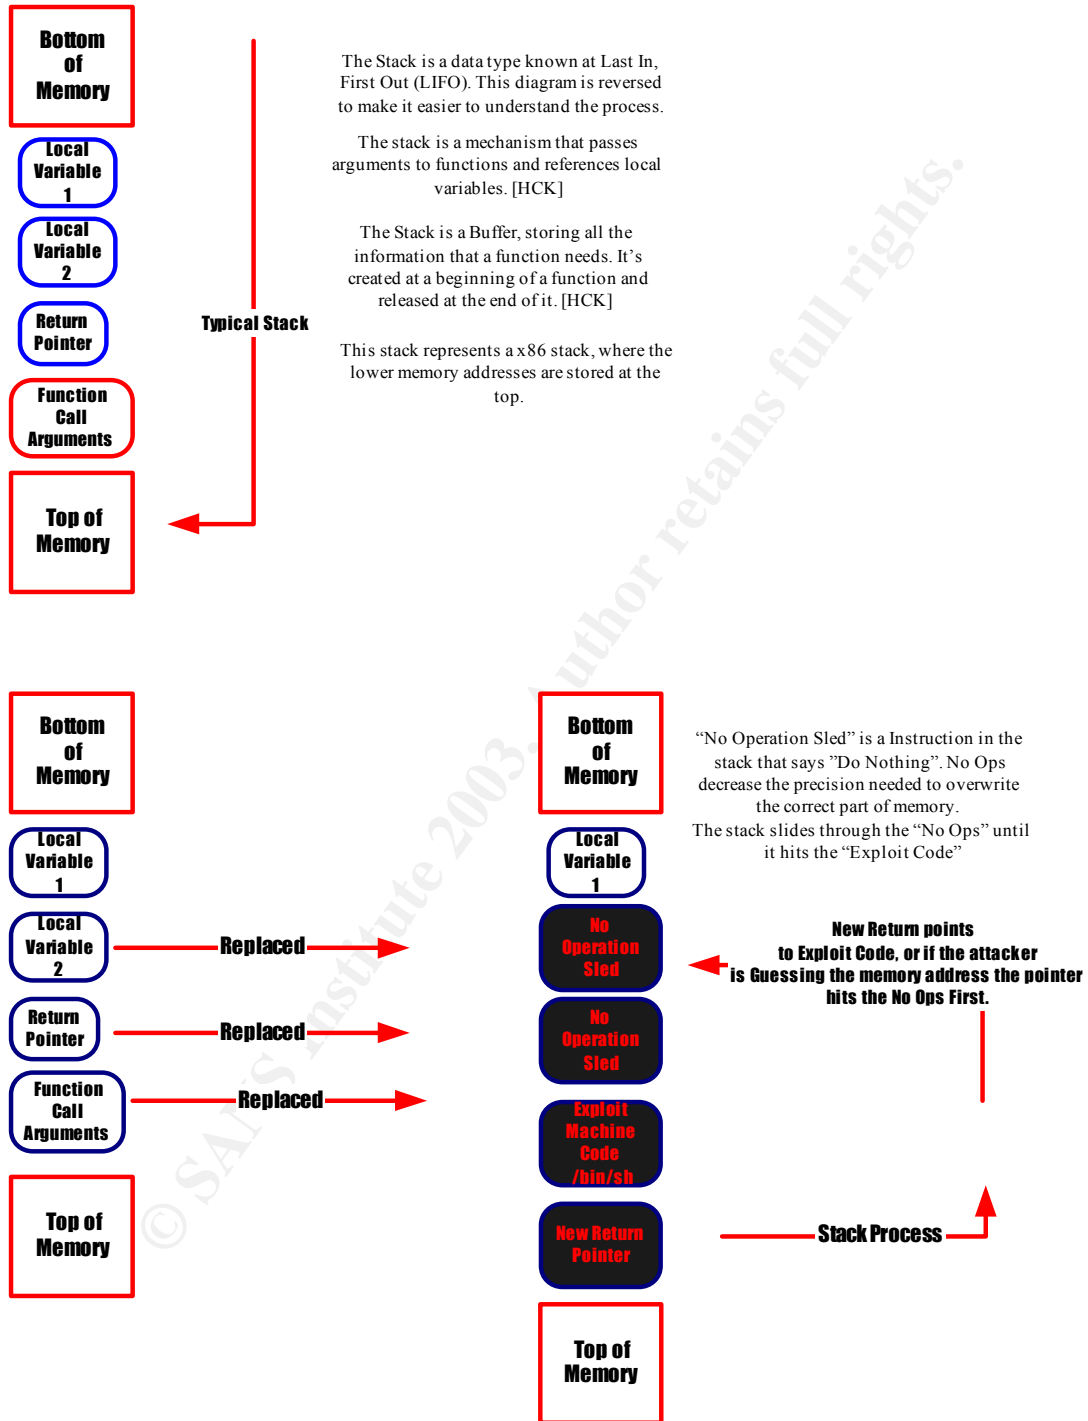 Bottom
of
Memory
Local
Variable
1
Local
Variable
2
Return
Pointer
Function
Call
Arguments
Top of
Memory
Typical Stack
The Stack is a data type known at Last In,
First Out (LIFO). This diagram is reversed
to make it easier to understand the process.
The stack is a mechanism that passes
arguments to functions and references local
variables. [HCK]
The Stack is a Buffer, storing all the
information that a function needs. It's
created at a beginning of a function and
released at the end of it. [HCK]
This stack represents a x86 stack, where the
lower memory addresses are stored at the
top.
Bottom
of
Memory
Local
Variable
1
Local
Variable
2
Return
Pointer
Function
Call
Arguments
Top of
Memory
Replaced
Replaced
Replaced
Bottom
of
Memory
Local
Variable
1
No
Operation
Sled
No
Operation
Sled
Exploit
Machine
Code
/bin/sh
New Return
Pointer
Top of
Memory
“No Operation Sled” is a Instruction in the
stack that says ”Do Nothing”. No Ops
decrease the precision needed to overwrite
the correct part of memory.
The stack slides through the “No Ops” until
it hits the “Exploit Code”
New Return points
to Exploit Code, or if the attacker
is Guessing the memory address the pointer
hits the No Ops First.
Stack Process
© SANS Institute 2003. Author retains full rights.